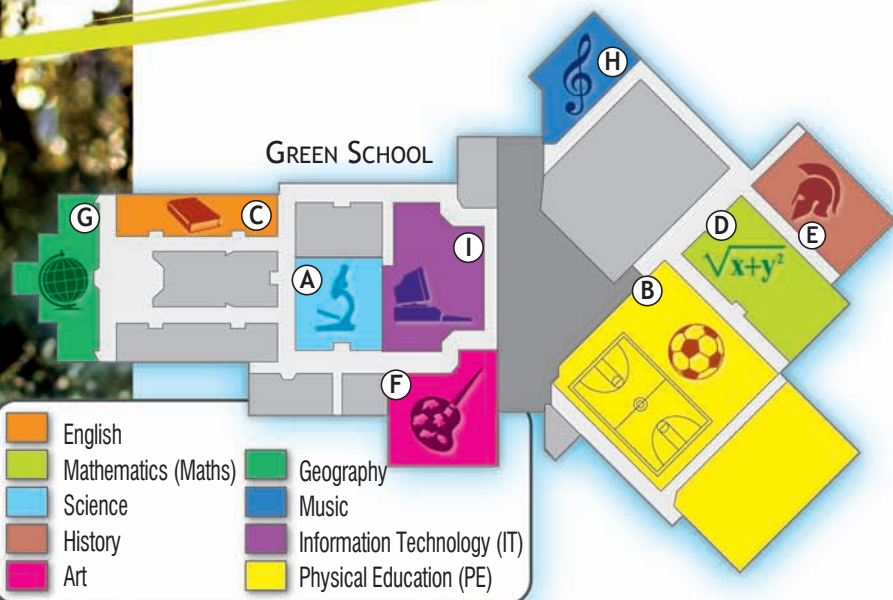 H
GREEN SCHOOL
G
C
D
E
I
A
√x+y²
B
F
English
Mathematics (Maths)
Science
History
Art
Geography
Music
Information Technology (IT)
Physical Education (PE)